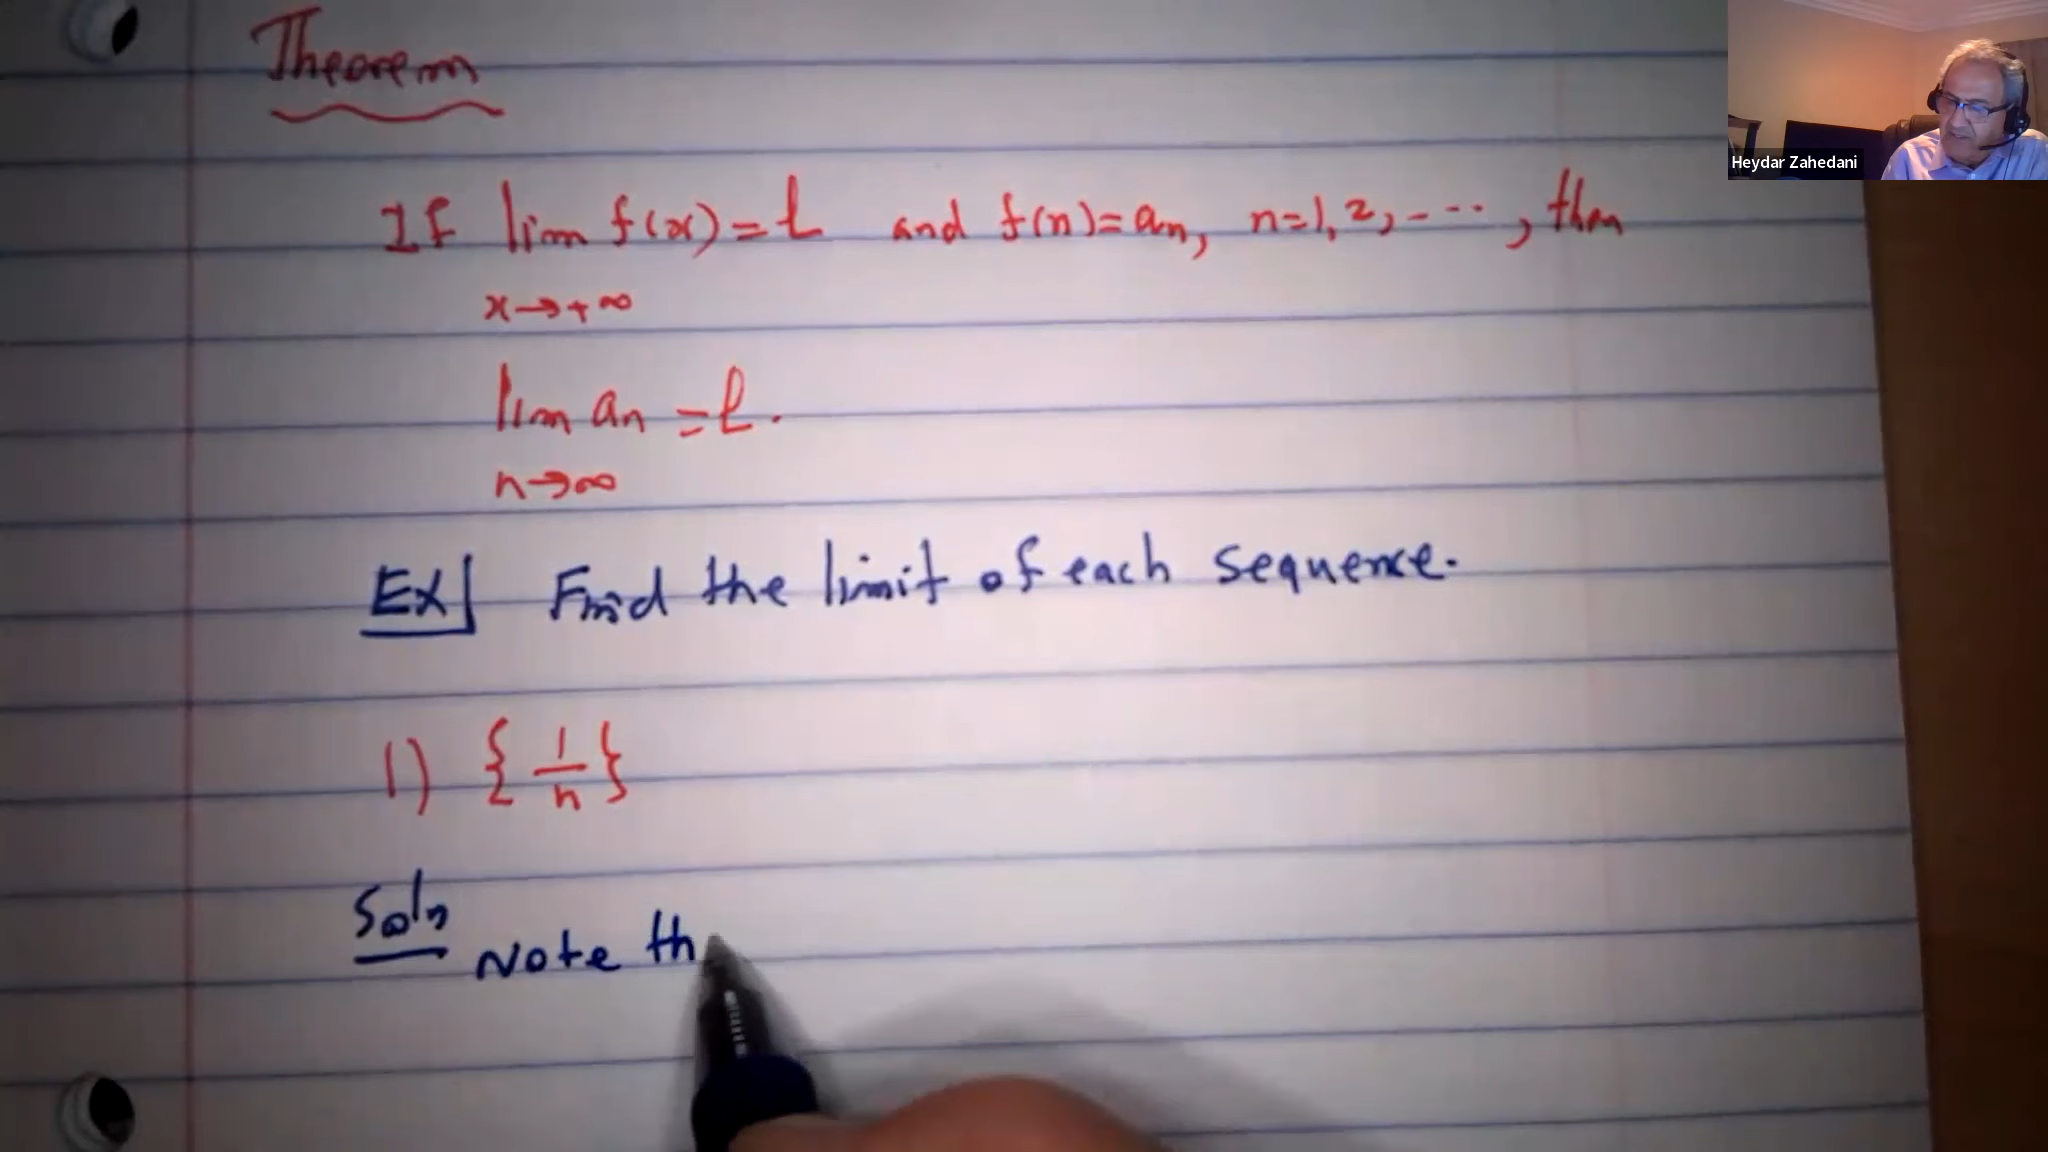 Theorem
If lim f(x) = L and f(n) = an, n=1,2,-..., then
x→+∞
lim an = L.
n→∞
Ex| Find the limit of each sequence.
1) { 1/n }
Soln
Note th
Heydar Zahedani